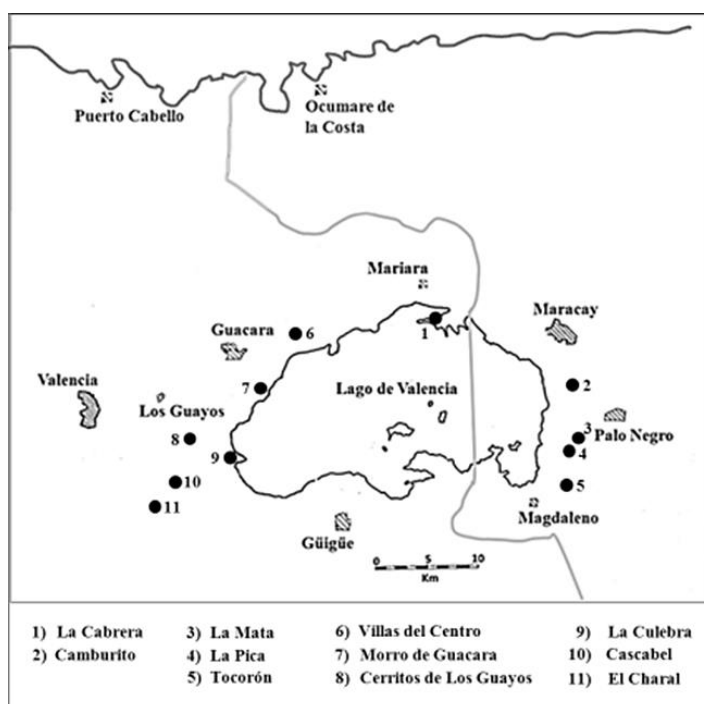 Puerto Cabello
Ocumare de
la Costa
Mariara
1
Maracay
Guacara
6
Valencia
7
Lago de Valencia
2
Los Guayos
3
Palo Negro
8
4
9
10
5
11
Magdaleno
Güigüe
0 5 10
Km
1) La Cabrera
2) Camburito
3) La Mata
4) La Pica
5) Tocorón
6) Villas del Centro
7) Morro de Guacara
8) Cerritos de Los Guayos
9) La Culebra
10) Cascabel
11) El Charal